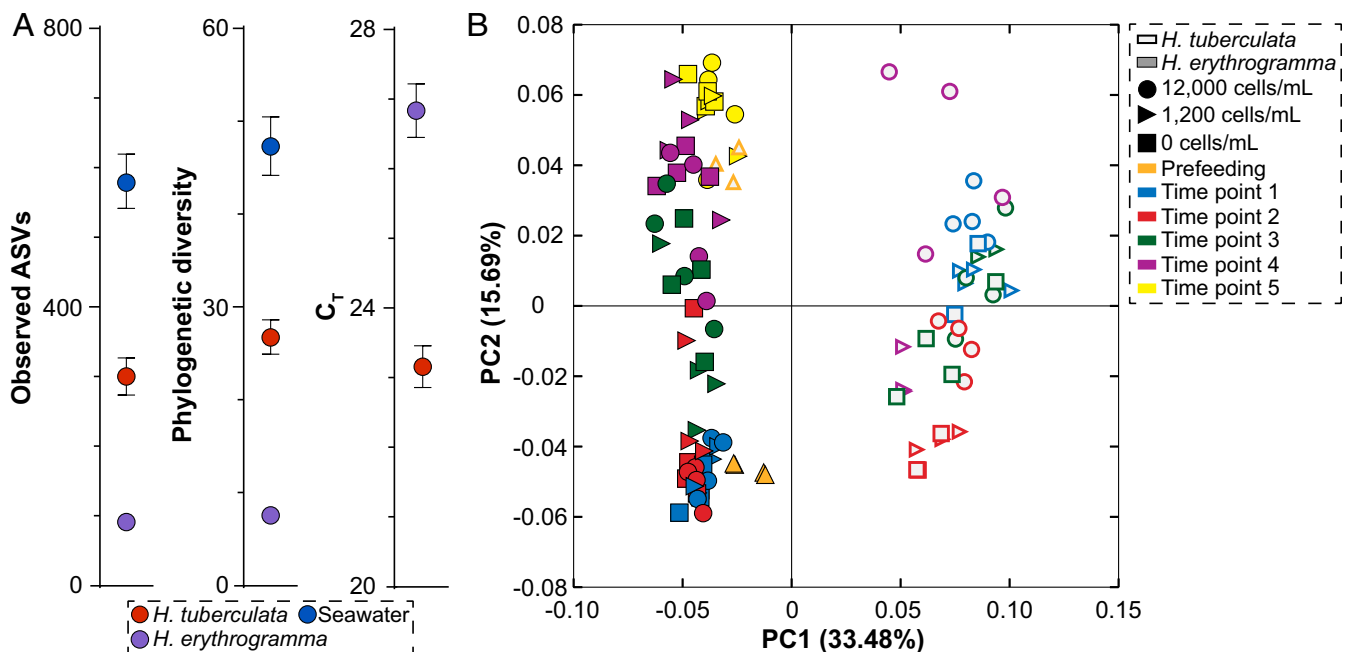 A
Observed ASVs
800
400
0
Phylogenetic diversity
60
30
0
C_T
28
24
20
H. tuberculata
Seawater
H. erythrogramma
B
PC2 (15.69%)
0.08
0.06
0.04
0.02
0
-0.02
-0.04
-0.06
-0.08
-0.10
-0.05
0
0.05
0.10
0.15
PC1 (33.48%)
H. tuberculata
H. erythrogramma
12,000 cells/mL
1,200 cells/mL
0 cells/mL
Prefeeding
Time point 1
Time point 2
Time point 3
Time point 4
Time point 5